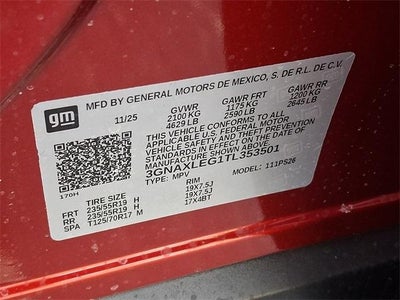 gm
MFD BY GENERAL MOTORS DE MEXICO, S. DE R.L. DE C.V.
11/25 GVWR GAWR FRT GAWR RR
2100 KG 1175 KG 1200 KG
4629 LB 2590 LB 2645 LB
THIS VEHICLE CONFORMS TO ALL
APPLICABLE U.S. FEDERAL MOTOR
VEHICLE SAFETY AND THEFT PREVENTION
STANDARDS IN EFFECT ON THE DATE OF
MANUFACTURE SHOWN ABOVE.
3GNAXLEG1TL353501
170H TYPE: MPV MODEL: 111PS26
TIRE SIZE RIM
FRT 235/55R19 H 19X7.5J
RR 235/55R19 H 19X7.5J
SPA T125/70R17 M 17X4BT